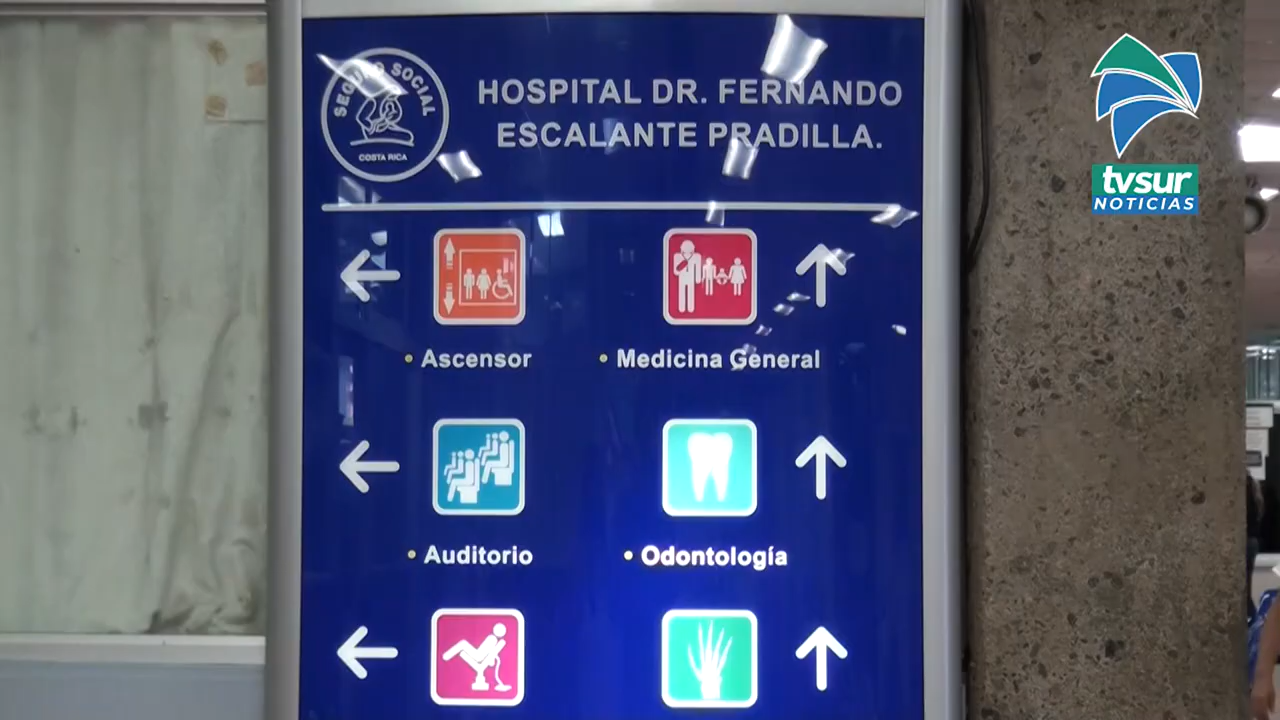 SEGURO SOCIAL
COSTA RICA
HOSPITAL DR. FERNANDO
ESCALANTE PRADILLA.
tvsur
NOTICIAS
• Ascensor
• Medicina General
• Auditorio
• Odontología